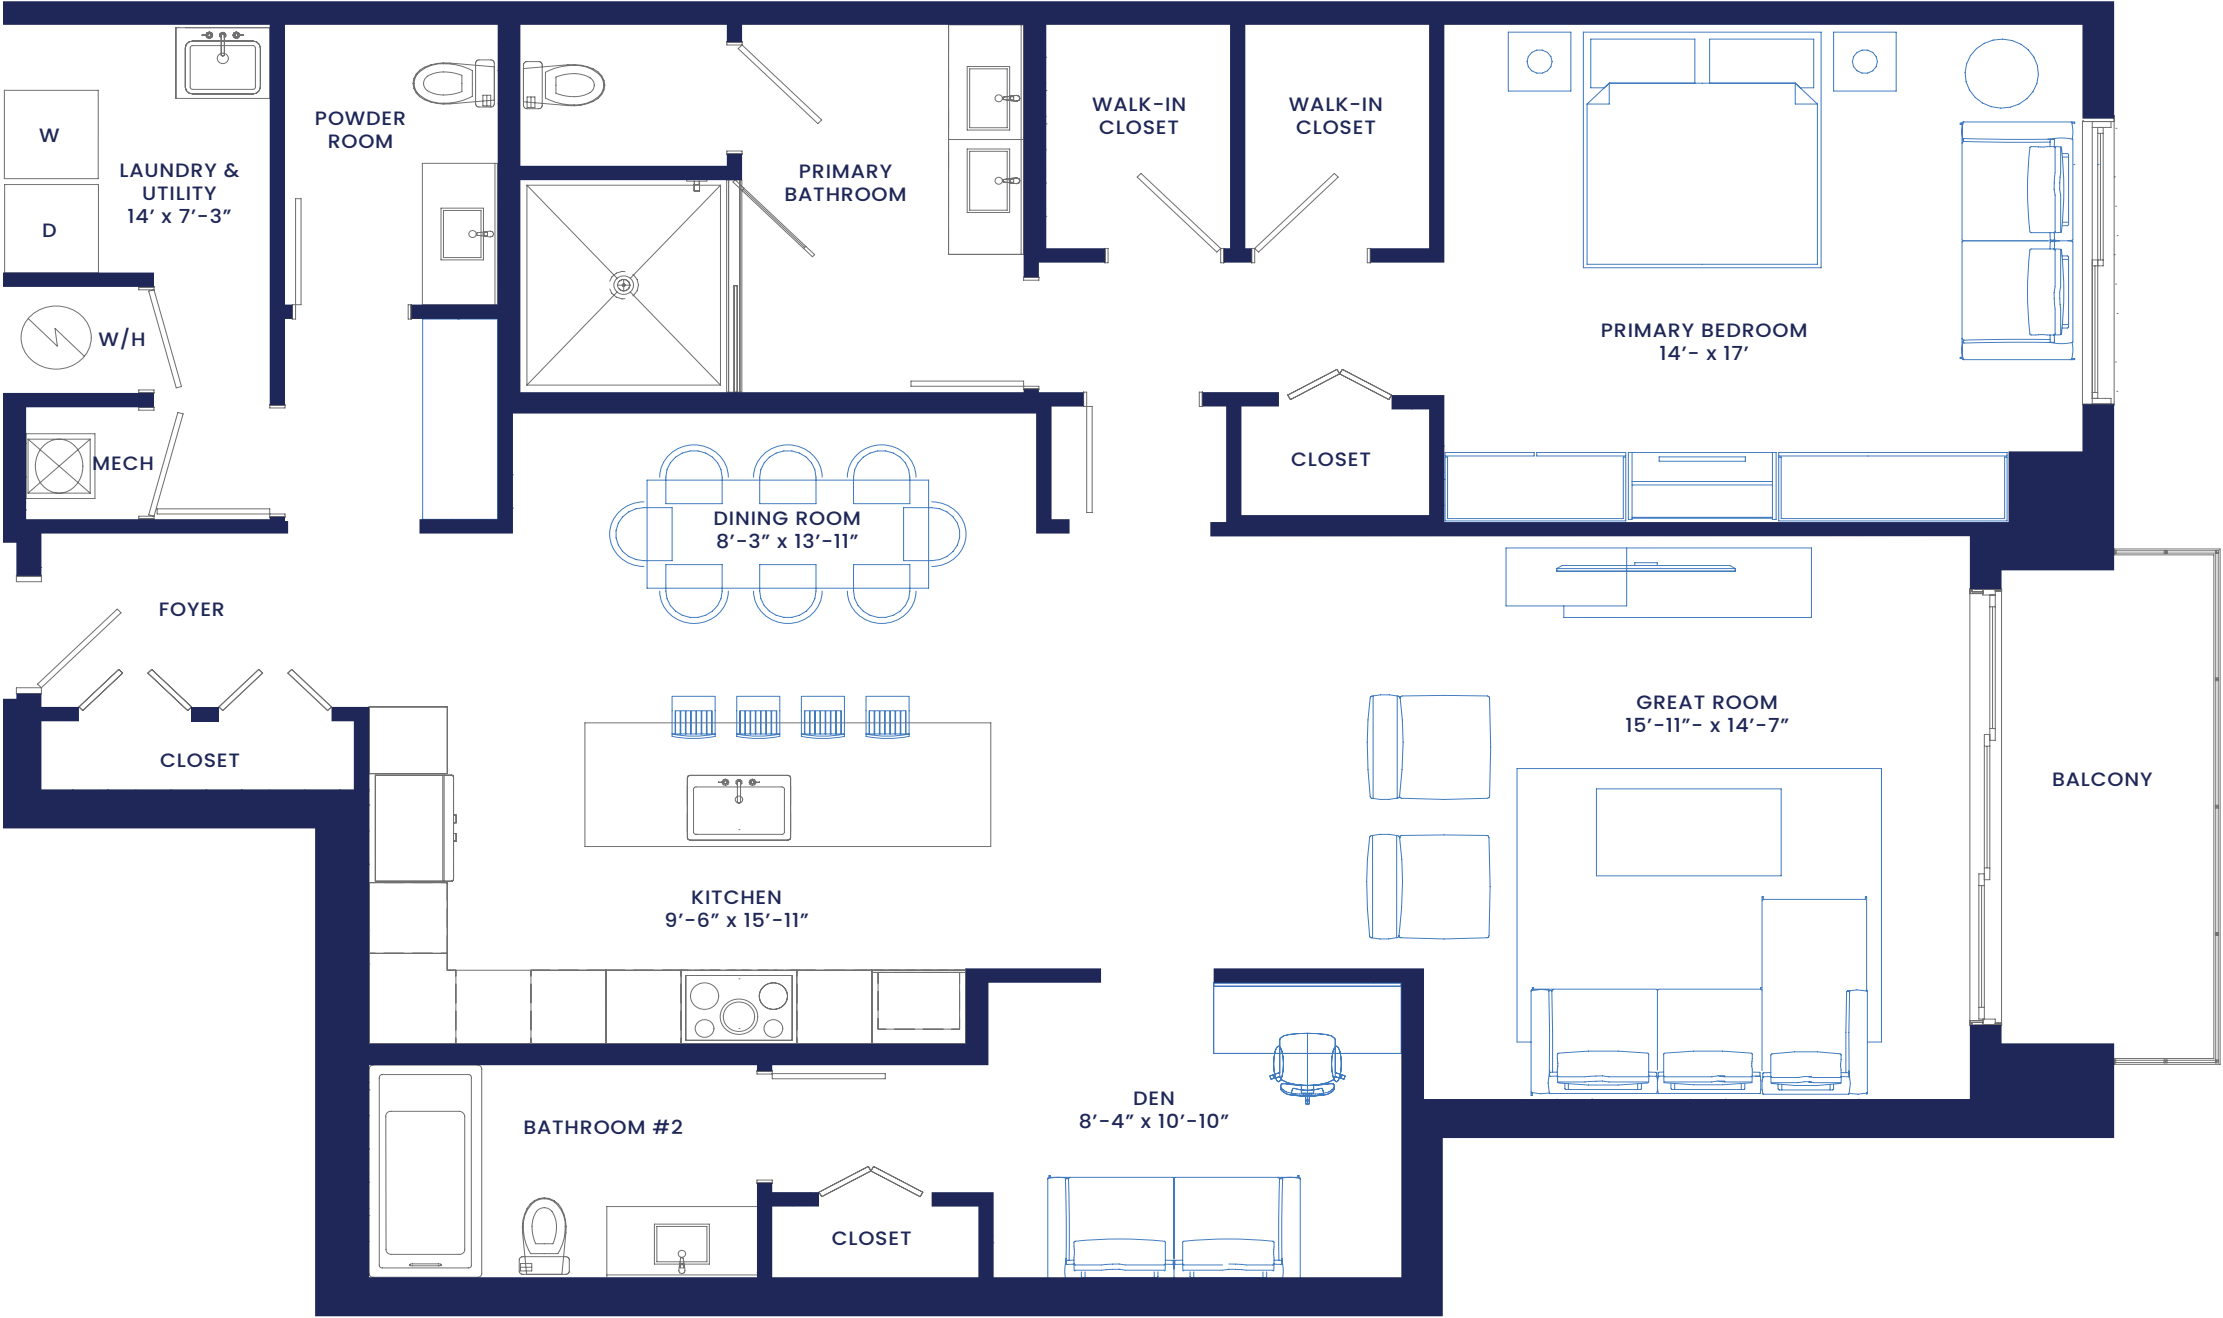 POWDER
ROOM
WALK-IN
CLOSET
WALK-IN
CLOSET
W
LAUNDRY &
UTILITY
14’ x 7’-3”
PRIMARY
BATHROOM
D
W/H
PRIMARY BEDROOM
14’- x 17’
MECH
CLOSET
DINING ROOM
8’-3” x 13’-11”
FOYER
GREAT ROOM
15’-11”- x 14’-7”
CLOSET
BALCONY
KITCHEN
9’-6” x 15’-11”
DEN
8’-4” x 10’-10”
BATHROOM #2
CLOSET